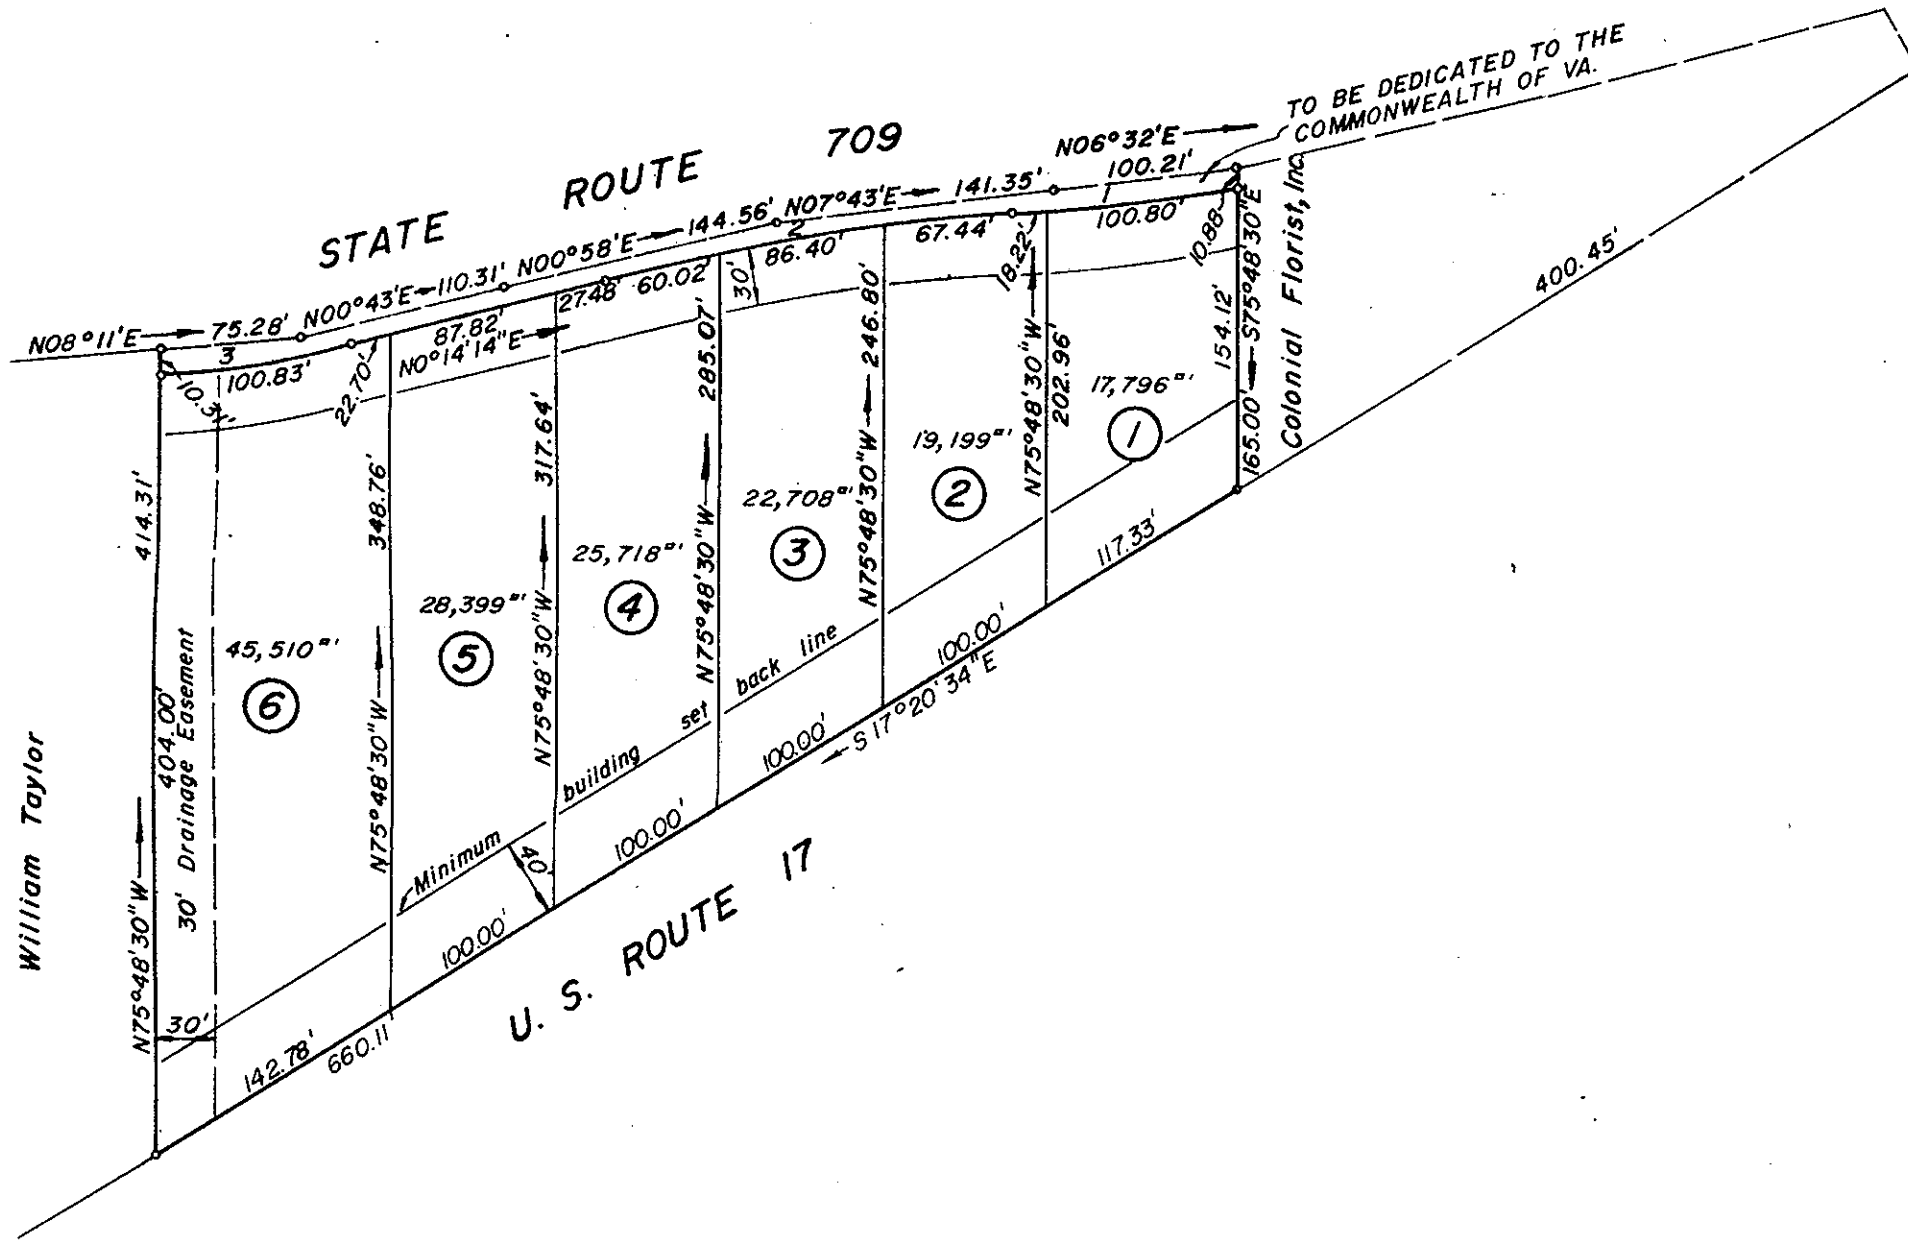 TO BE DEDICATED TO THE
COMMONWEALTH OF VA.
STATE ROUTE 709
N08°11'E
75.28'
N00°43'E
110.31'
N00°58'E
144.56'
N07°43'E
141.35'
N06°32'E
100.21'
3
100.83'
10.31'
22.70'
87.82'
N0°14'14"E
27.48'
60.02'
2
86.40'
30'
67.44'
18.22'
1
100.80'
10.88'
S75°48'30"E
154.12'
165.00'
Colonial Florist, Inc.
400.45'
414.31'
404.00'
N75°48'30"W
30' Drainage Easement
30'
William Taylor
45,510□'
6
348.76'
N75°48'30"W
28,399□'
5
317.64'
N75°48'30"W
25,718□'
4
285.07'
N75°48'30"W
22,708□'
3
246.80'
N75°48'30"W
19,199□'
2
202.96'
N75°48'30"W
17,796□'
1
Minimum building set back line
40'
142.78'
660.11'
100.00'
100.00'
100.00'
100.00'
117.33'
S17°20'34"E
U. S. ROUTE 17